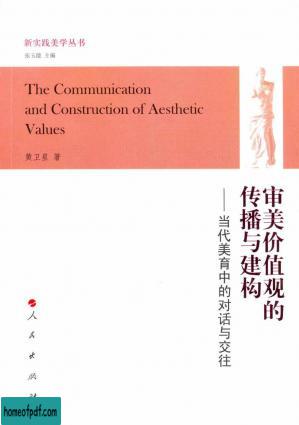 新实践美学丛书
张玉能 主编
The Communication
and Construction of Aesthetic
Values
黄卫星 著
审美价值观的
传播与建构
——当代美育中的对话与交往
人民出版社
homeofpdf.com
homeofpdf.com